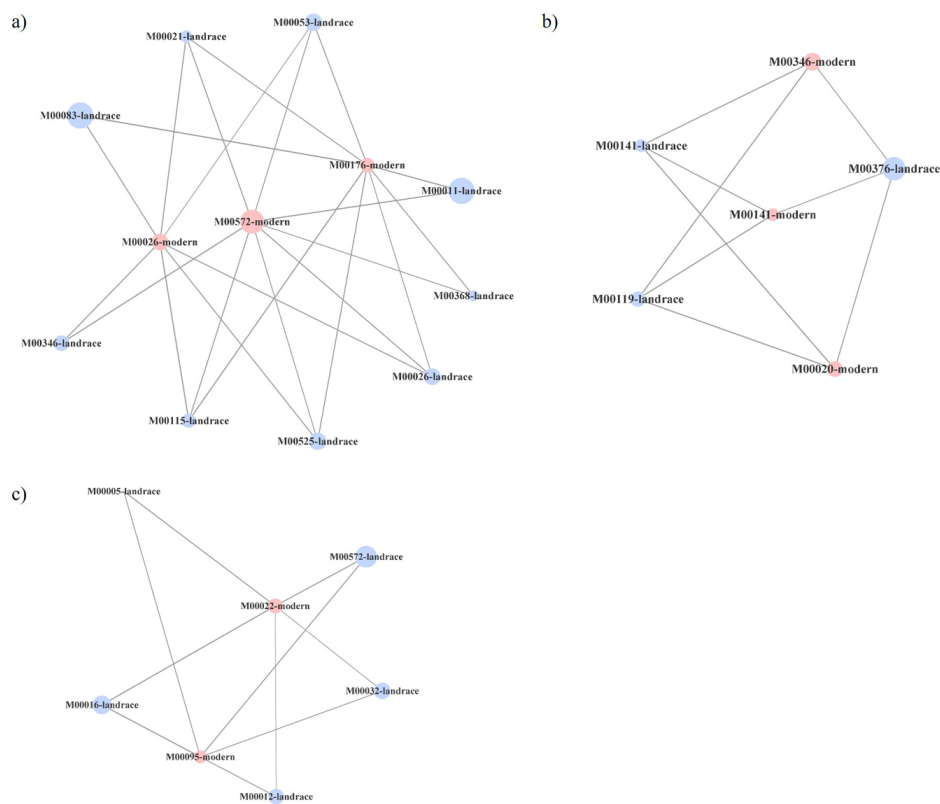 a)
M00053-landrace
M00021-landrace
M00083-landrace
M00176-modern
M00011-landrace
M00572-modern
M00026-modern
M00368-landrace
M00346-landrace
M00026-landrace
M00115-landrace
M00525-landrace
b)
M00346-modern
M00141-landrace
M00376-landrace
M00141-modern
M00119-landrace
M00020-modern
c)
M00005-landrace
M00572-landrace
M00022-modern
M00032-landrace
M00016-landrace
M00095-modern
M00012-landrace